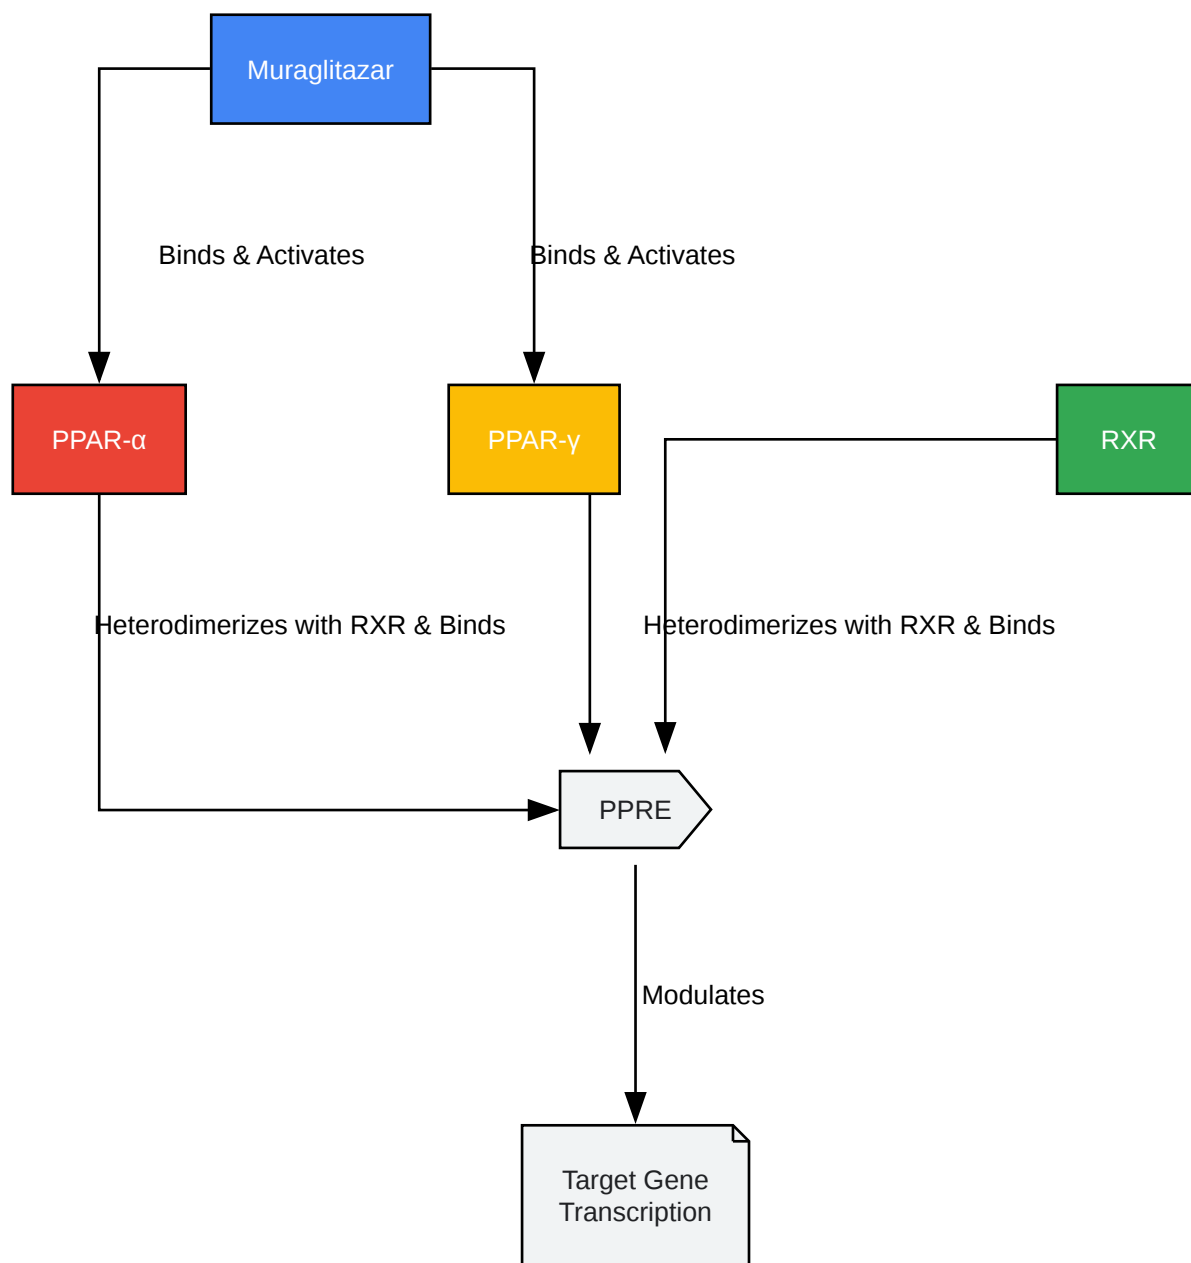 Muraglitazar
Binds & Activates
Binds & Activates
PPAR-α
PPAR-γ
RXR
Heterodimerizes with RXR & Binds
Heterodimerizes with RXR & Binds
PPRE
Modulates
Target Gene
Transcription